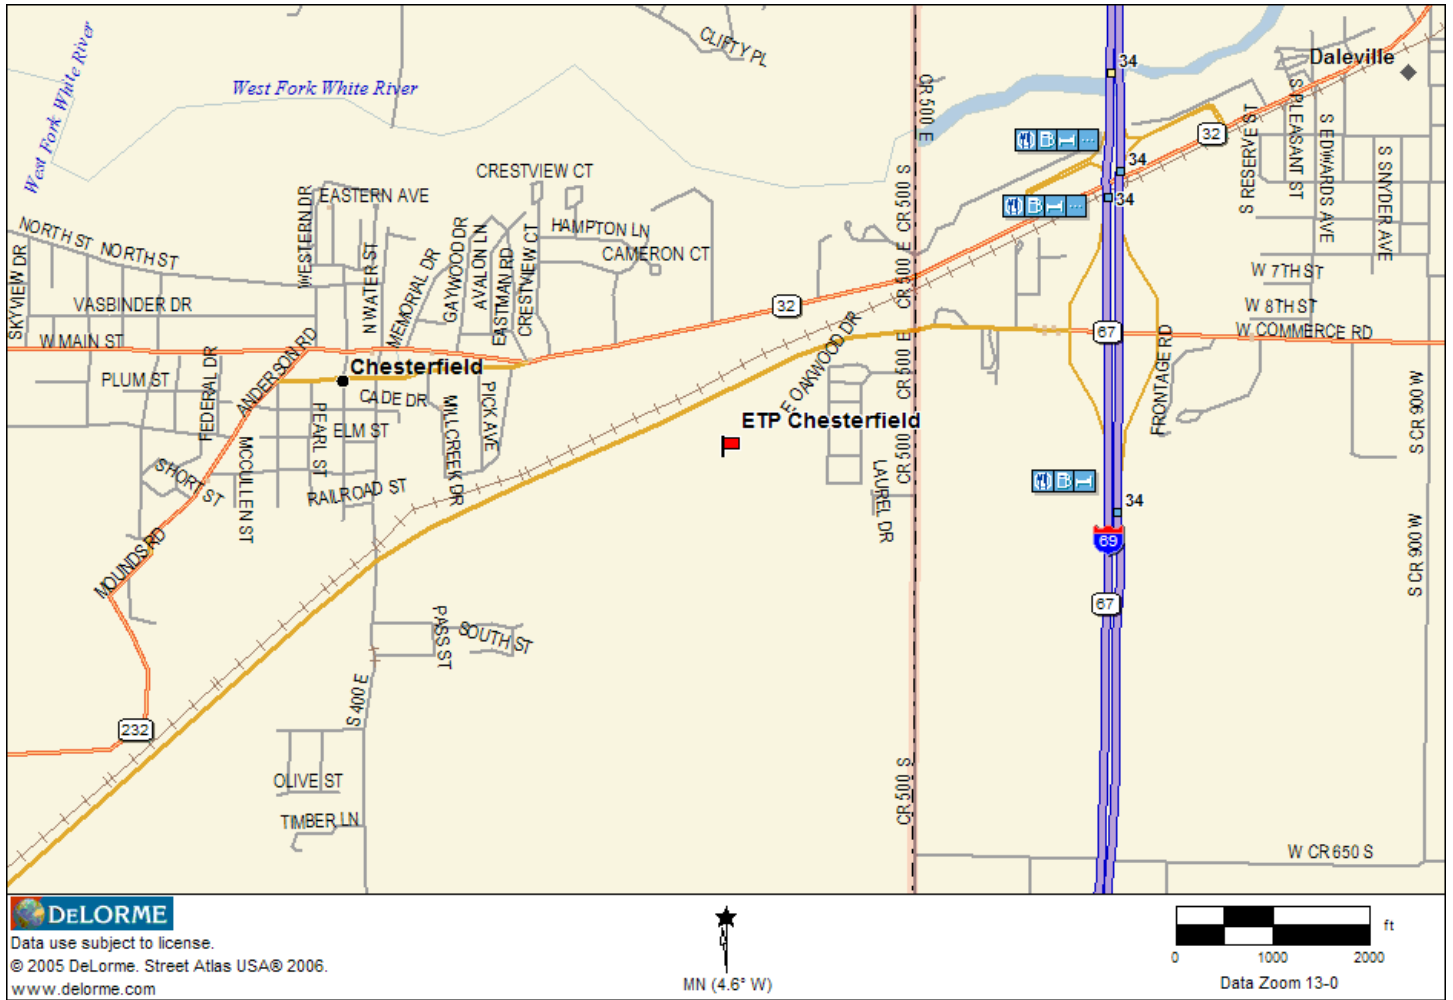 CLIFTY PL
West Fork White River
West Fork White River
Daleville
34
CR 500 E
S PLEASANT ST
S RESERVE ST
S EDWARDS AVE
S SNYDER AVE
32
34
34
CRESTVIEW CT
EASTERN AVE
WESTERN DR
CR 500 S
NORTH ST
NORTH ST
HAMPTON LN
CAMERON CT
SKYVIEW DR
N WATER ST
MEMORIAL DR
GAYWOOD DR
AVALON LN
EASTMAN RD
CRESTVIEW CT
CR 500 E
W 7TH ST
VASBINDER DR
32
W 8TH ST
W MAIN ST
67
W COMMERCE RD
ANDERSON RD
E. OAKWOOD DR
CR 500 E
FRONTAGE RD
Chesterfield
PLUM ST
FEDERAL DR
CADE DR
PICK AVE
MILLCREEK DR
ETP Chesterfield
S CR 900 W
PEARL ST
ELM ST
MCCULLEN ST
CR 500
SHORT ST
RAILROAD ST
LAUREL DR
34
69
S CR 900 W
MOUNDS RD
67
PASS ST
SOUTH ST
S 400 E
232
OLIVE ST
CR 500 S
TIMBER LN
W CR 650 S
DELORME
Data use subject to license.
© 2005 DeLorme. Street Atlas USA® 2006.
www.delorme.com
MN (4.6° W)
ft
0 1000 2000
Data Zoom 13-0